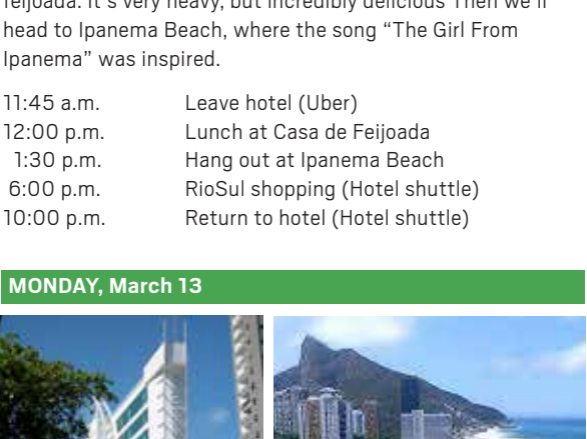 feijoada. It's very heavy, but incredibly delicious Then we'll
head to Ipanema Beach, where the song “The Girl From
Ipanema” was inspired.
11:45 a.m. Leave hotel (Uber)
12:00 p.m. Lunch at Casa de Feijoada
1:30 p.m. Hang out at Ipanema Beach
6:00 p.m. RioSul shopping (Hotel shuttle)
10:00 p.m. Return to hotel (Hotel shuttle)
MONDAY, March 13